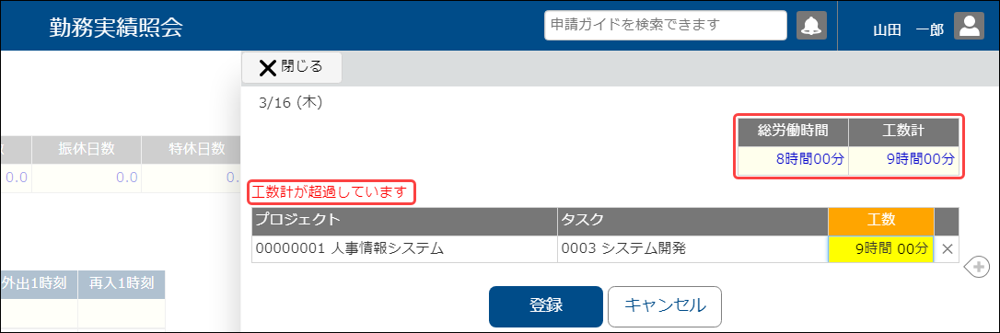 勤務実績照会
申請ガイドを検索できます
山田　一郎
閉じる
3/16 (木)
総労働時間 工数計
8時間00分 9時間00分
振休日数 特休日数
0.0 0.0 0.
工数計が超過しています
プロジェクト タスク 工数
00000001 人事情報システム 0003 システム開発 9時間 00分 ×
外出1時刻 再入1時刻
登録 キャンセル